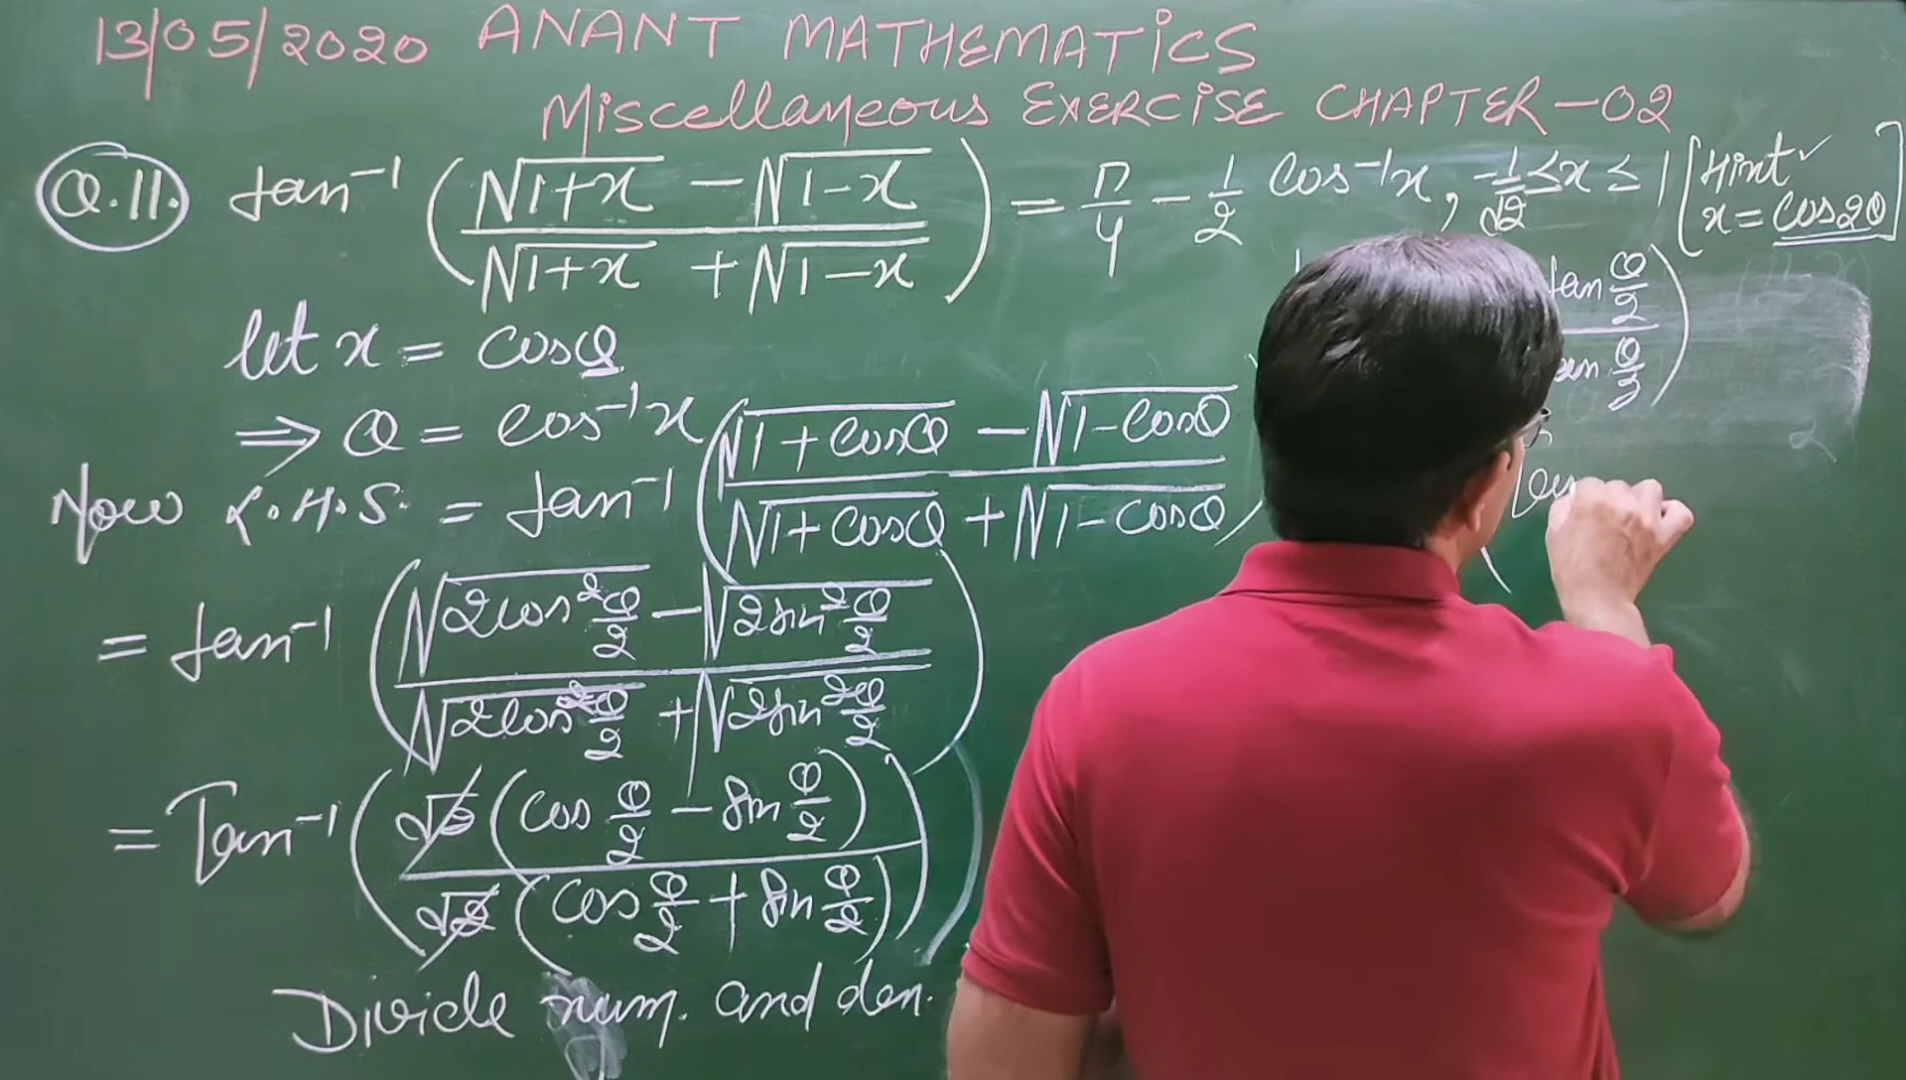 13/05/2020 ANANT MATHEMATICS
Miscellaneous EXERCISE CHAPTER-02
Q.11. tan⁻¹ ( (√1+x − √1−x) / (√1+x + √1−x) ) = π/4 − 1/2 cos⁻¹x, −1/√2 ≤ x ≤ 1 [Hint ✓ x = cos2θ]
let x = cosθ
⇒ θ = cos⁻¹x
Now L.H.S. = tan⁻¹ ( (√1+cosθ − √1−cosθ) / (√1+cosθ + √1−cosθ) )
= tan⁻¹ ( (√2cos²θ/2 − √2sin²θ/2) / (√2cos²θ/2 + √2sin²θ/2) )
= Tan⁻¹ ( √2 (cos θ/2 − sin θ/2) / √2 (cos θ/2 + sin θ/2) )
Divide num. and den.
tan θ/2
θ/2 )